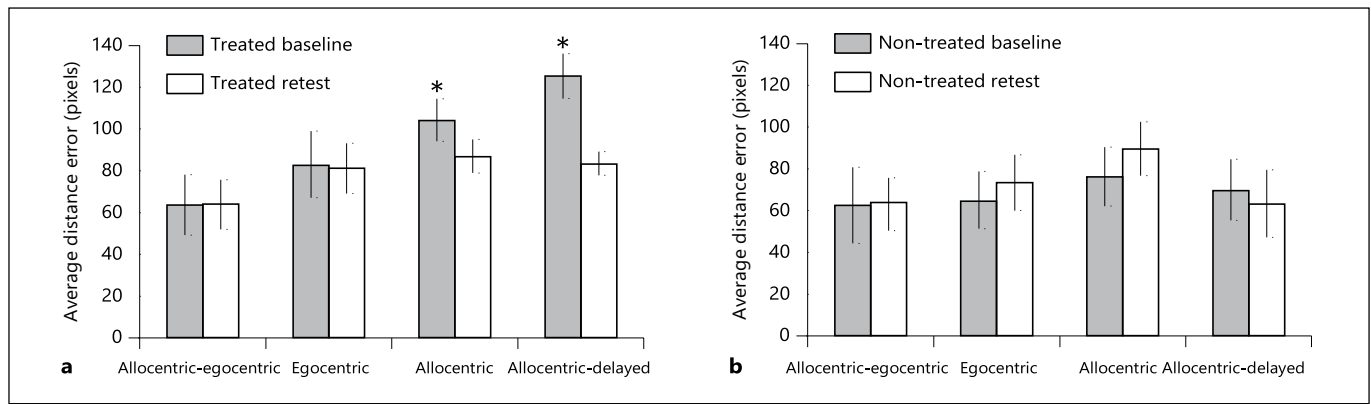 Average distance error (pixels)
140
120
100
80
60
40
20
0
Treated baseline
Treated retest
*
*
Allocentric-egocentric Egocentric Allocentric Allocentric-delayed
a
Average distance error (pixels)
140
120
100
80
60
40
20
0
Non-treated baseline
Non-treated retest
Allocentric-egocentric Egocentric Allocentric Allocentric-delayed
b